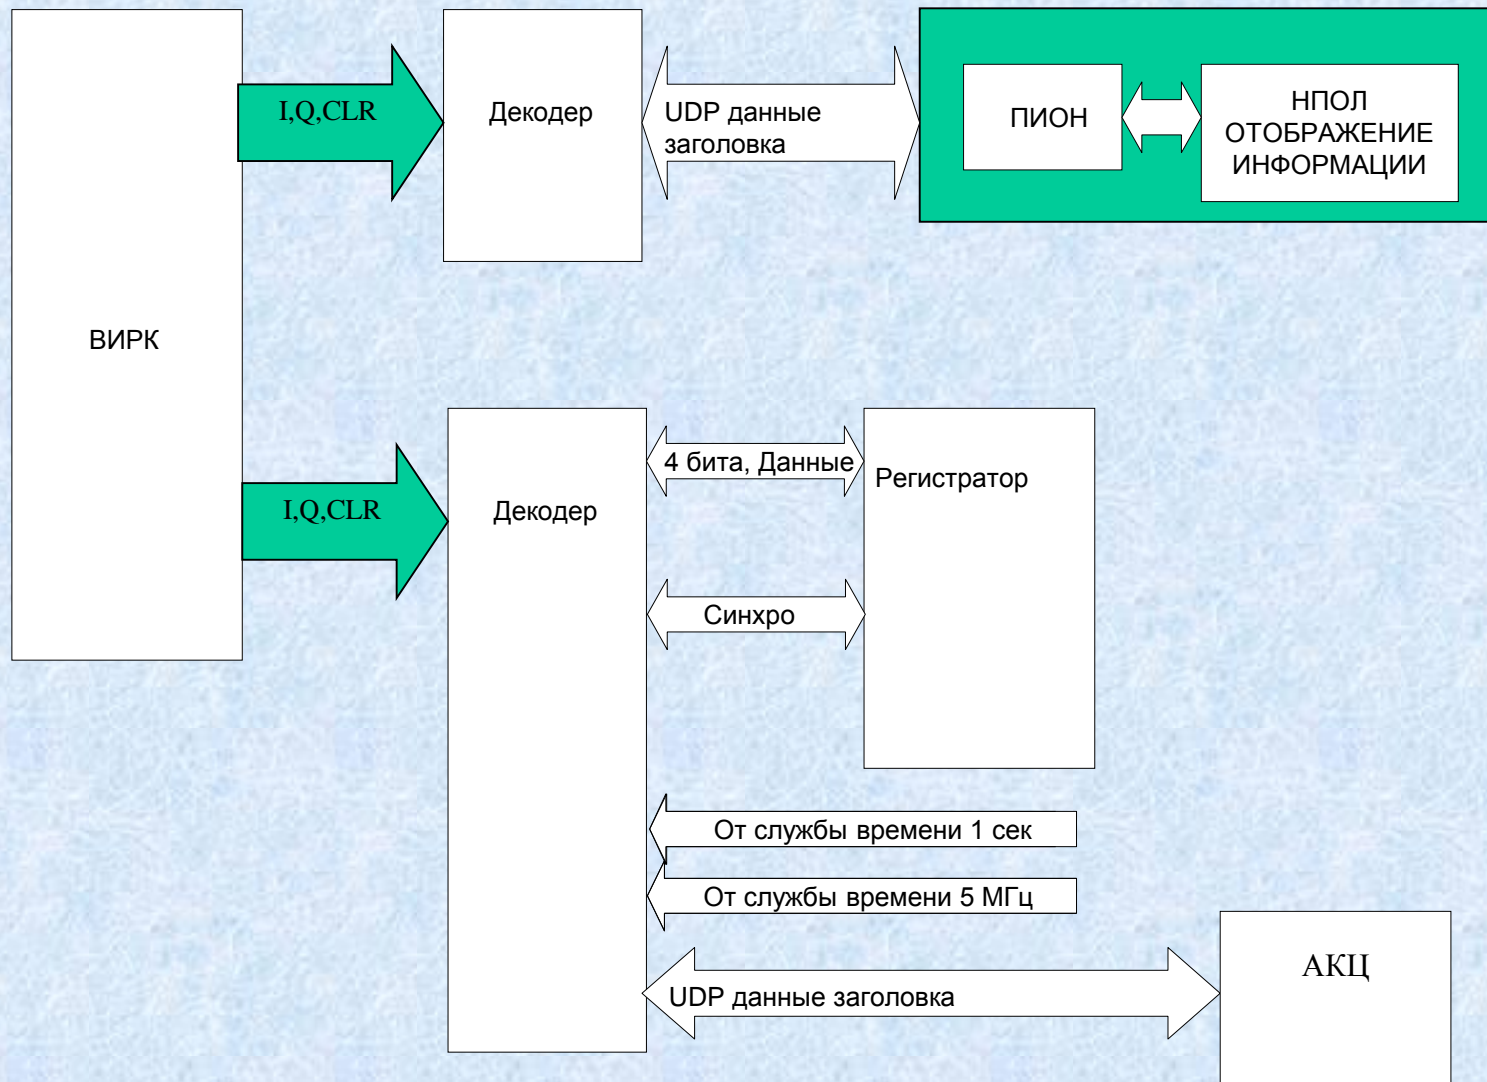 I,Q,CLR
Декодер
UDP данные
заголовка
ПИОН
НПОЛ
ОТОБРАЖЕНИЕ
ИНФОРМАЦИИ
ВИРК
I,Q,CLR
Декодер
4 бита, Данные
Регистратор
Синхро
От службы времени 1 сек
От службы времени 5 МГц
UDP данные заголовка
АКЦ